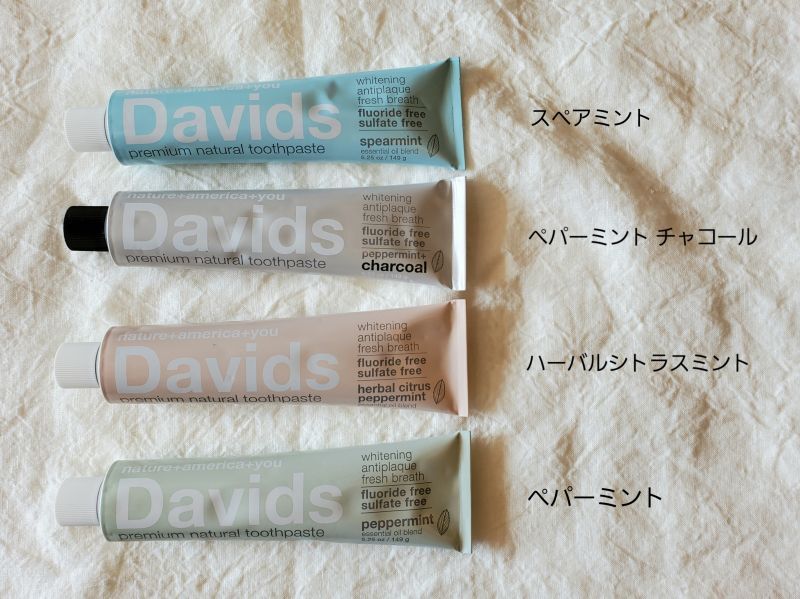 nature+america+you
Davids
premium natural toothpaste
whitening
antiplaque
fresh breath
fluoride free
sulfate free
spearmint
essential oil blend
5.25 oz / 149 g
スペアミント
nature+america+you
Davids
premium natural toothpaste
whitening
antiplaque
fresh breath
fluoride free
sulfate free
peppermint+
charcoal
ペパーミント チャコール
nature+america+you
Davids
premium natural toothpaste
whitening
antiplaque
fresh breath
fluoride free
sulfate free
herbal citrus
peppermint
essential oil blend
ハーバルシトラスミント
nature+america+you
Davids
premium natural toothpaste
whitening
antiplaque
fresh breath
fluoride free
sulfate free
peppermint
essential oil blend
5.25 oz / 149 g
ペパーミント